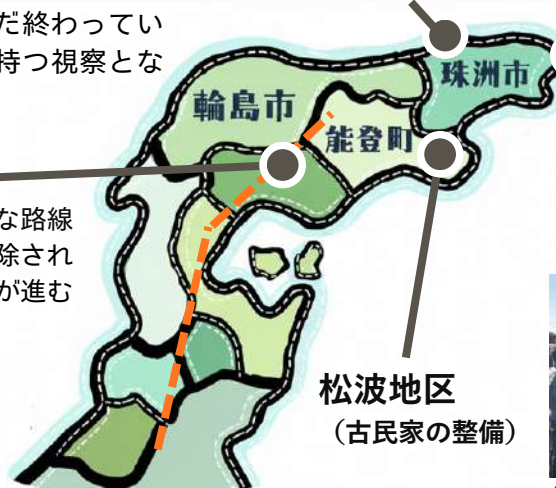 だ終わってい
持つ視察とな
珠洲市
輪島市
能登町
な路線
除され
が進む
松波地区
（古民家の整備）